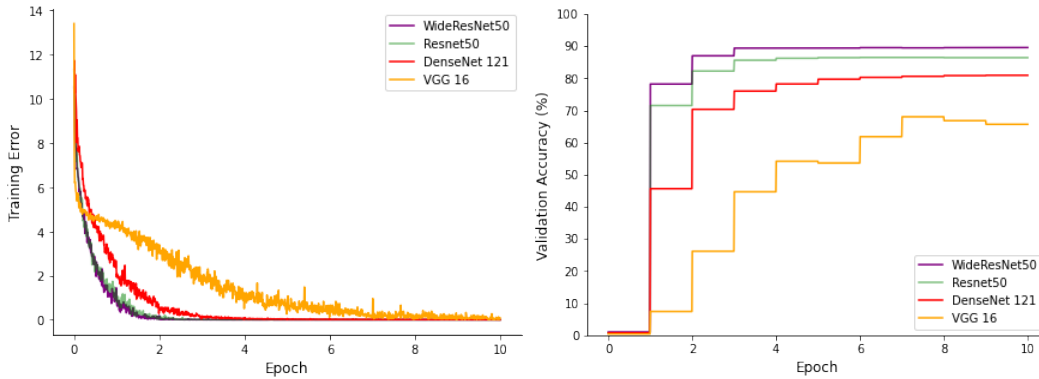 14
12
10
8
6
4
2
0
Training Error
0 2 4 6 8 10
Epoch
WideResNet50
Resnet50
DenseNet 121
VGG 16
100
90
80
70
60
50
40
30
20
10
0
Validation Accuracy (%)
0 2 4 6 8 10
Epoch
WideResNet50
Resnet50
DenseNet 121
VGG 16